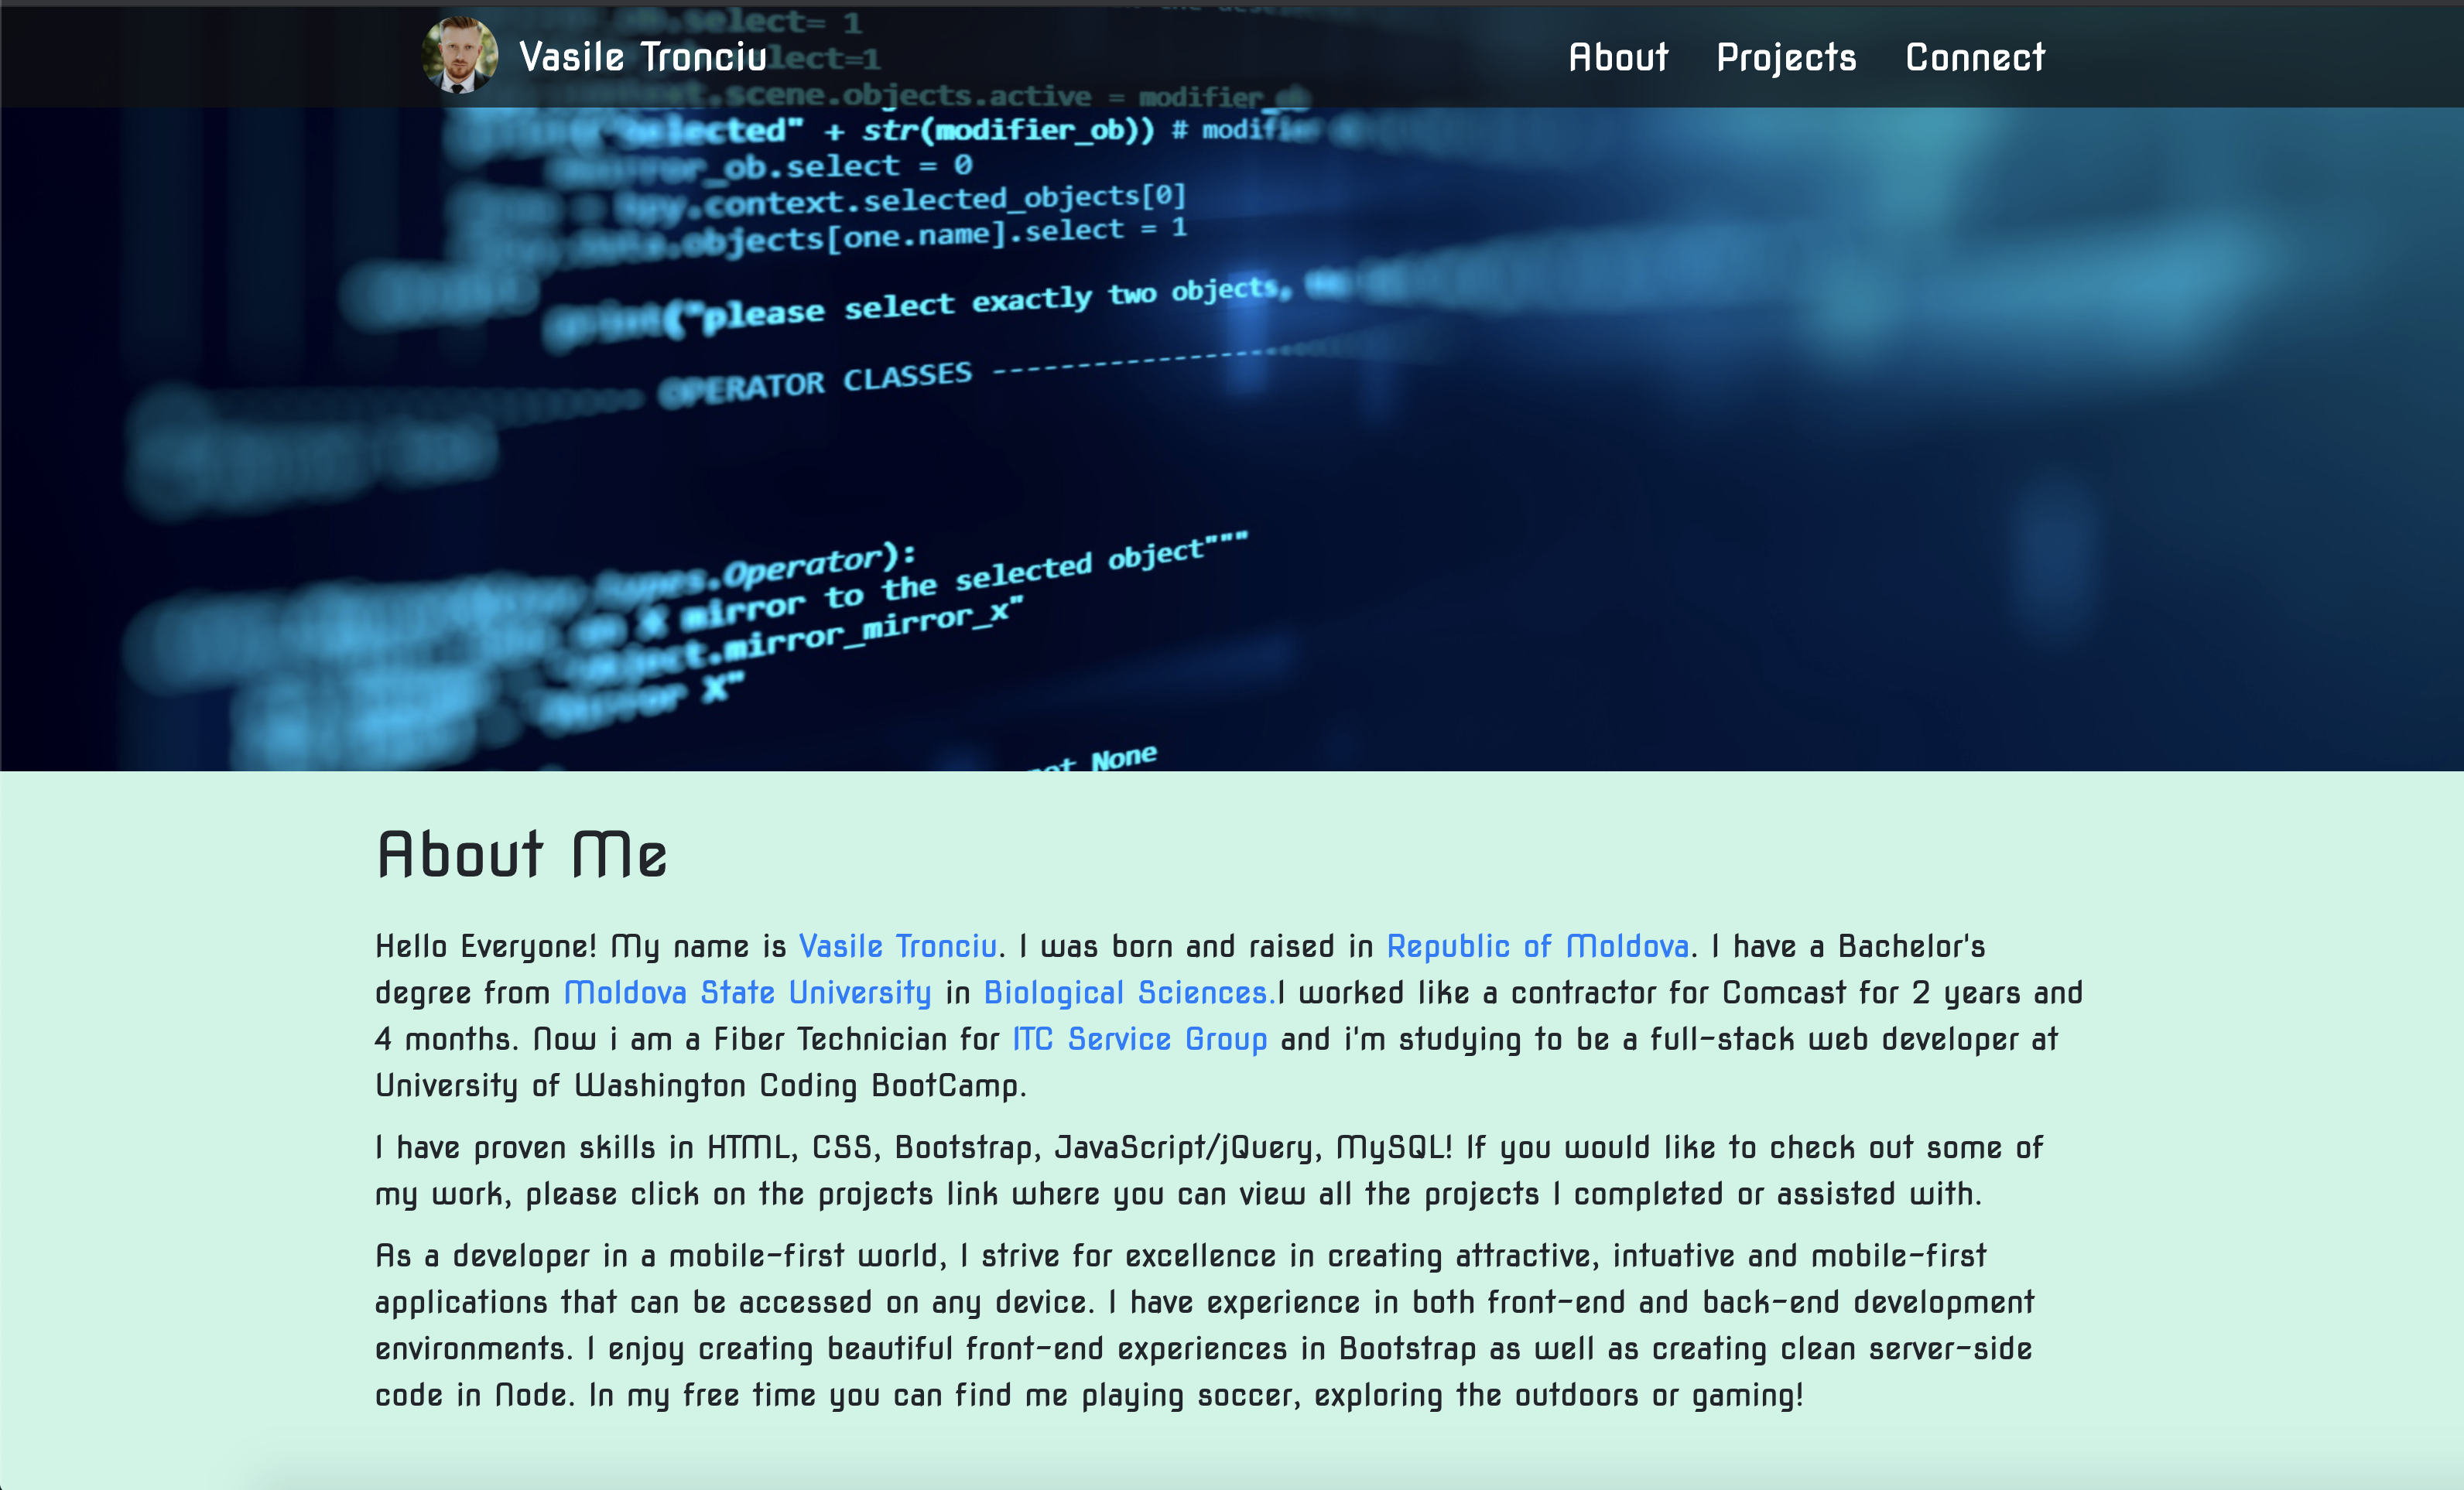 Vasile Tronciu
About Projects Connect
select= 1
lect=1
.scene.objects.active = modifier_ob
"selected" + str(modifier_ob)) # modifier
_ob.select = 0
.context.selected_objects[0]
.objects[one.name].select = 1
print("please select exactly two objects,
OPERATOR CLASSES --------------------
types.Operator):
X mirror to the selected object"""
object.mirror_mirror_x"
mirror X"
not None
About Me
Hello Everyone! My name is Vasile Tronciu. I was born and raised in Republic of Moldova. I have a Bachelor's
degree from Moldova State University in Biological Sciences.I worked like a contractor for Comcast for 2 years and
4 months. Now i am a Fiber Technician for ITC Service Group and i'm studying to be a full-stack web developer at
University of Washington Coding BootCamp.
I have proven skills in HTML, CSS, Bootstrap, JavaScript/jQuery, MySQL! If you would like to check out some of
my work, please click on the projects link where you can view all the projects I completed or assisted with.
As a developer in a mobile-first world, I strive for excellence in creating attractive, intuative and mobile-first
applications that can be accessed on any device. I have experience in both front-end and back-end development
environments. I enjoy creating beautiful front-end experiences in Bootstrap as well as creating clean server-side
code in Node. In my free time you can find me playing soccer, exploring the outdoors or gaming!